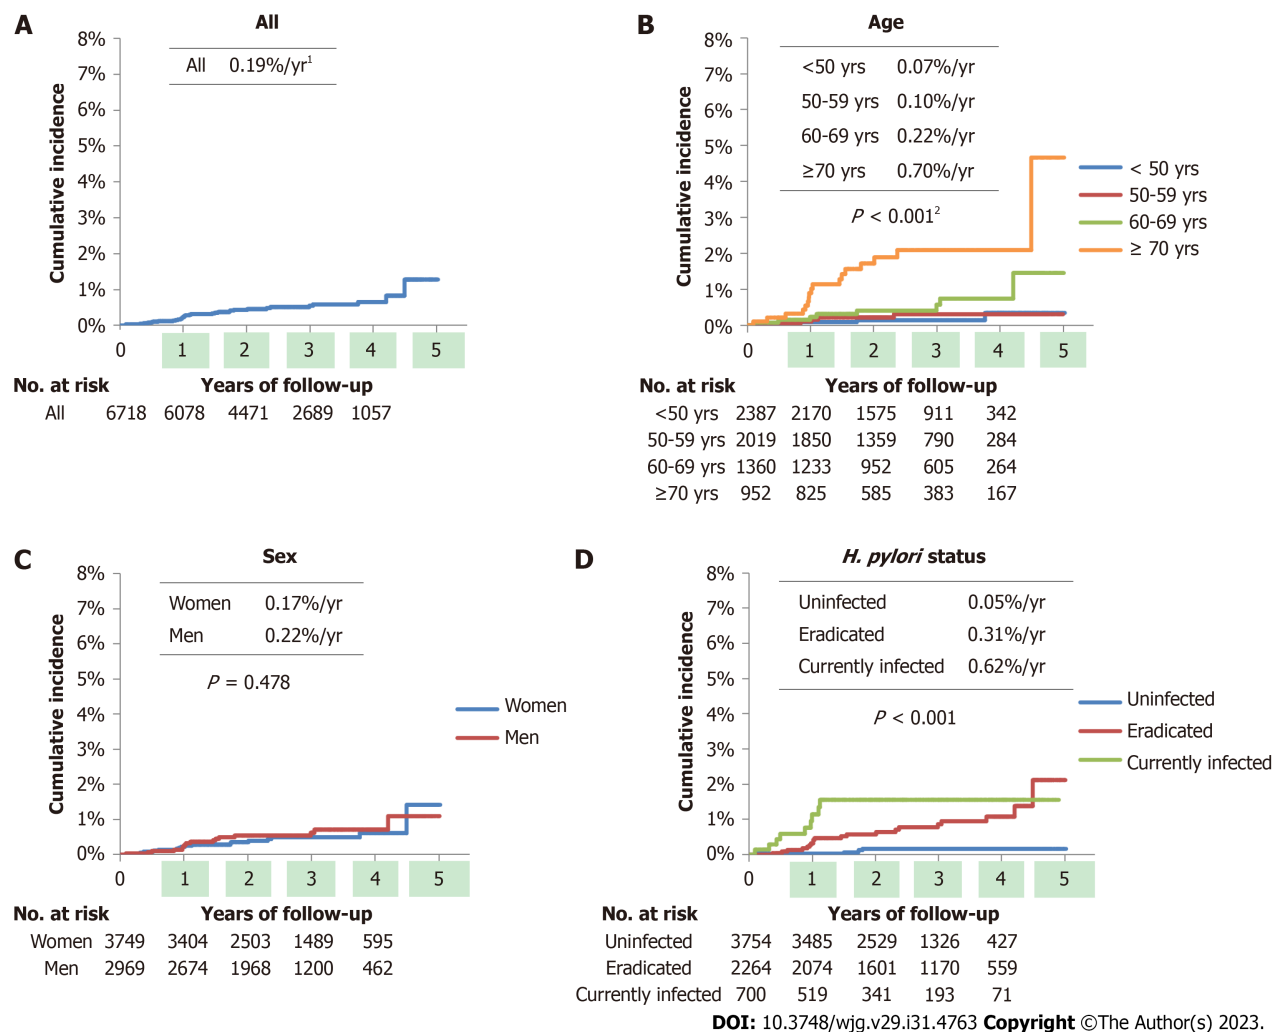 A
All
8%
7%
6%
5%
4%
3%
2%
1%
0%
Cumulative incidence
All 0.19%/yr1
0 1 2 3 4 5
No. at risk Years of follow-up
All 6718 6078 4471 2689 1057
B
Age
8%
7%
6%
5%
4%
3%
2%
1%
0%
Cumulative incidence
<50 yrs 0.07%/yr
50-59 yrs 0.10%/yr
60-69 yrs 0.22%/yr
≥70 yrs 0.70%/yr
P < 0.0012
< 50 yrs
50-59 yrs
60-69 yrs
≥ 70 yrs
0 1 2 3 4 5
No. at risk Years of follow-up
<50 yrs 2387 2170 1575 911 342
50-59 yrs 2019 1850 1359 790 284
60-69 yrs 1360 1233 952 605 264
≥70 yrs 952 825 585 383 167
C
Sex
8%
7%
6%
5%
4%
3%
2%
1%
0%
Cumulative incidence
Women 0.17%/yr
Men 0.22%/yr
P = 0.478
Women
Men
0 1 2 3 4 5
No. at risk Years of follow-up
Women 3749 3404 2503 1489 595
Men 2969 2674 1968 1200 462
D
H. pylori status
8%
7%
6%
5%
4%
3%
2%
1%
0%
Cumulative incidence
Uninfected 0.05%/yr
Eradicated 0.31%/yr
Currently infected 0.62%/yr
P < 0.001
Uninfected
Eradicated
Currently infected
0 1 2 3 4 5
No. at risk Years of follow-up
Uninfected 3754 3485 2529 1326 427
Eradicated 2264 2074 1601 1170 559
Currently infected 700 519 341 193 71
DOI: 10.3748/wjg.v29.i31.4763 Copyright ©The Author(s) 2023.